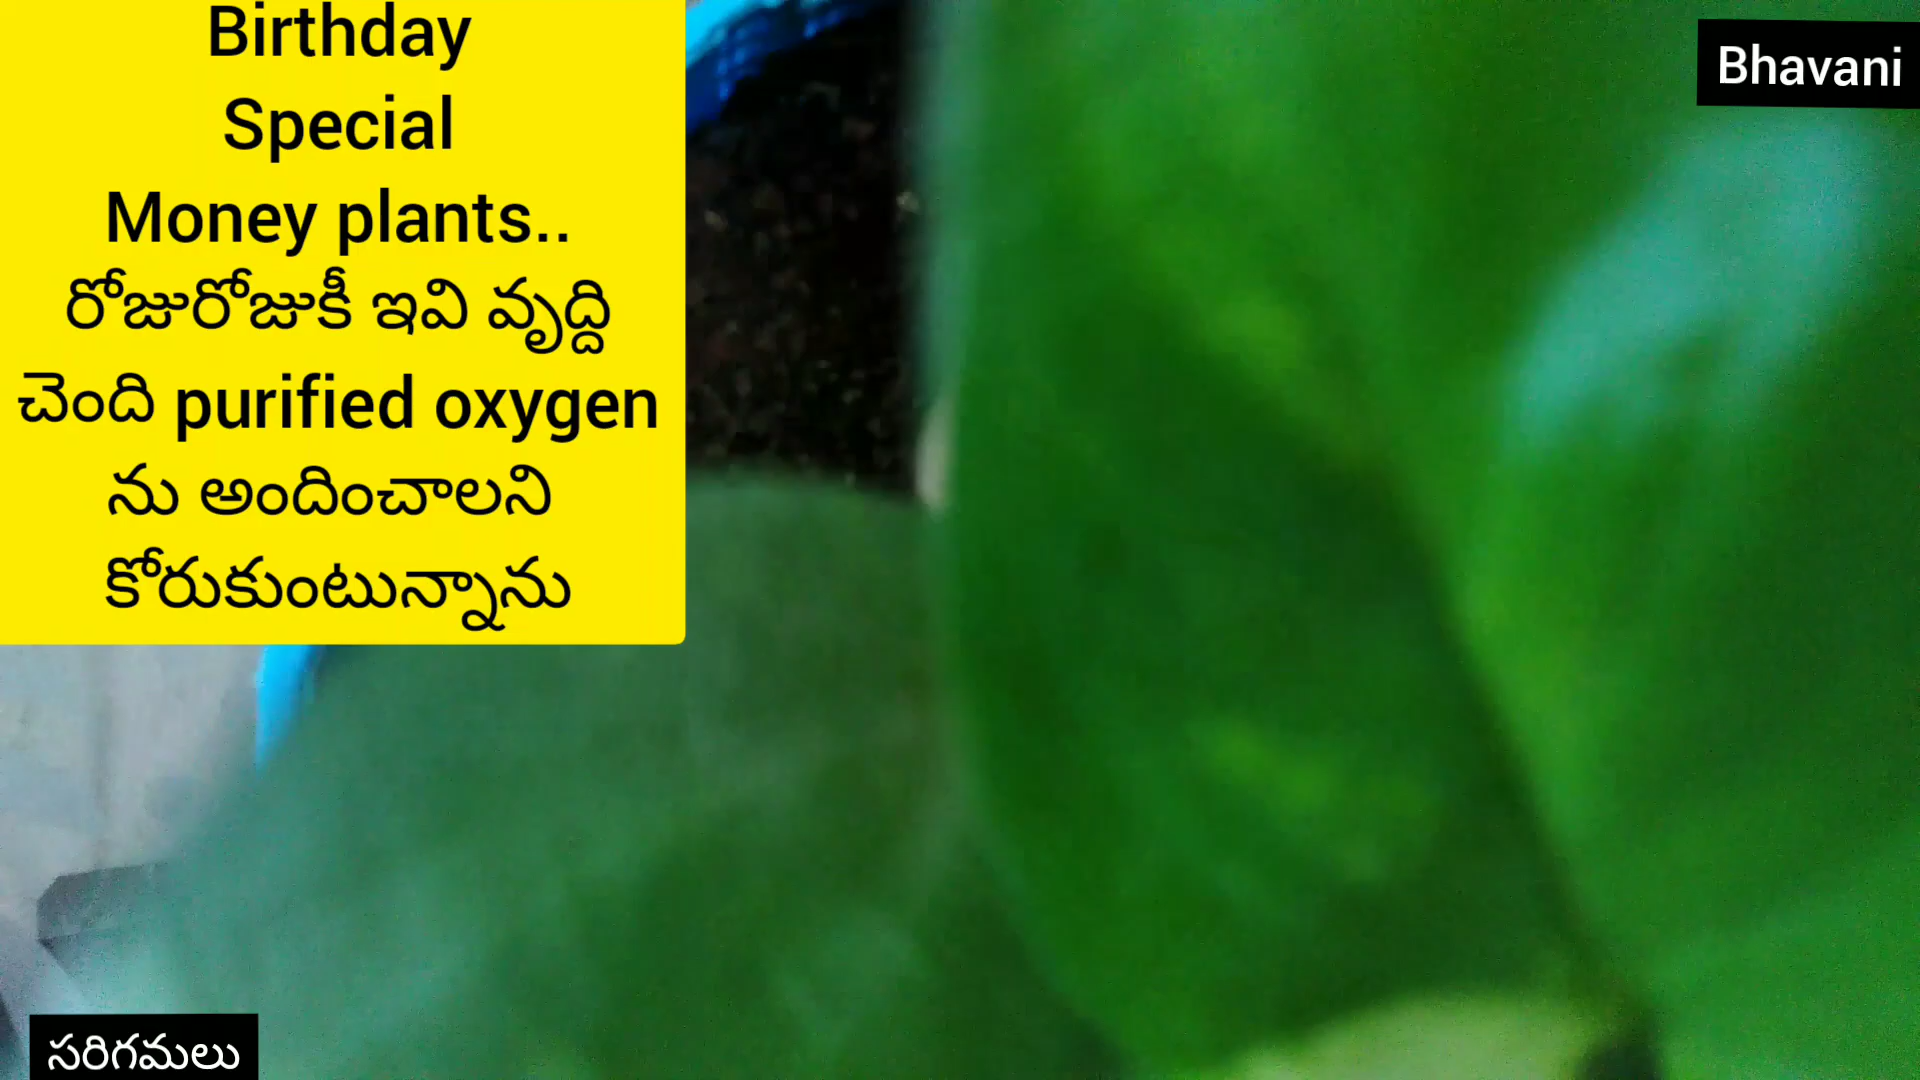 Birthday
Special
Money plants..
రోజురోజుకీ ఇవి వృద్ది
చెంది purified oxygen
ను అందించాలని
కోరుకుంటున్నాను
Bhavani
సరిగమలు